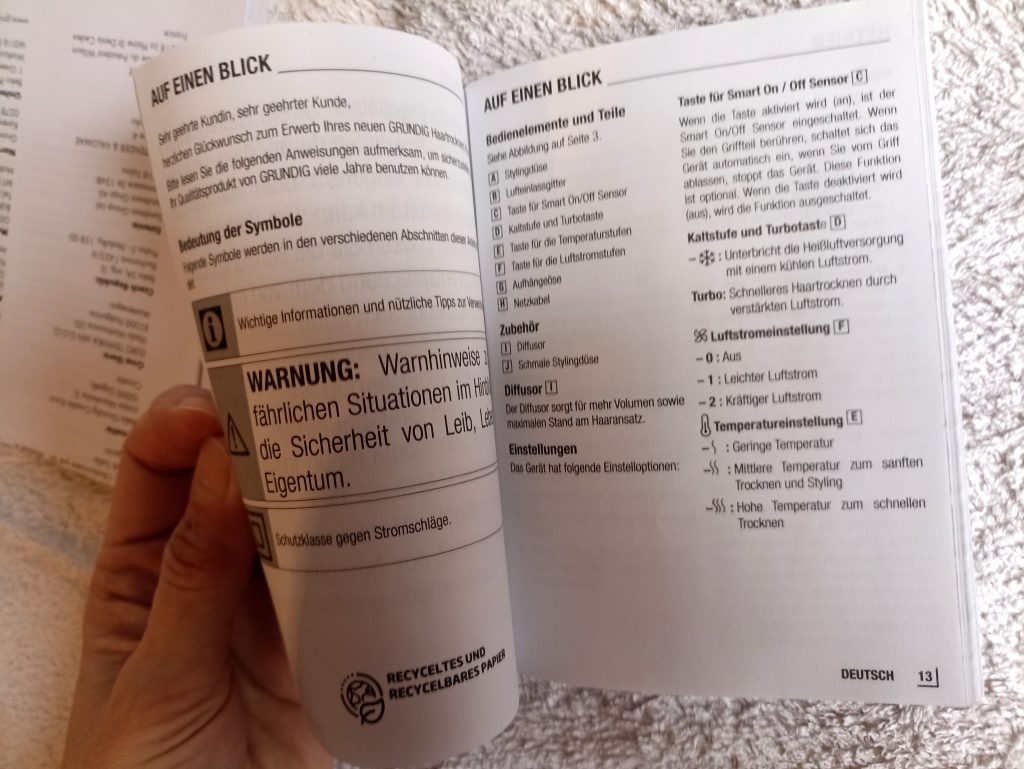 AUF EINEN BLICK
Sehr geehrte Kundin, sehr geehrter Kunde,
herzlichen Glückwunsch zum Erwerb Ihres neuen GRUNDIG
Bitte lesen Sie die folgenden Anweisungen aufmerksam, um
Ihr Qualitätsprodukt von GRUNDIG viele Jahre benutzen können.
Bedeutung der Symbole
Folgende Symbole werden in den verschiedenen Abschnitten dieser
Wichtige Informationen und nützliche Tipps zur
WARNUNG: Warnhinweise
fährlichen Situationen im
die Sicherheit von Leib,
Eigentum.
Schutzklasse gegen Stromschläge.
RECYCELTES UND
RECYCELBARES PAPIER
AUF EINEN BLICK
Bedienelemente und Teile
Siehe Abbildung auf Seite 3.
A Stylingdüse
B Lufteinlassgitter
C Taste für Smart On/Off Sensor
D Kaltstufe und Turbotaste
E Taste für die Temperaturstufen
F Taste für die Luftstromstufen
G Aufhängeöse
H Netzkabel
Zubehör
I Diffusor
J Schmale Stylingdüse
Diffusor I
Der Diffusor sorgt für mehr Volumen sowie
maximalen Stand am Haaransatz.
Einstellungen
Das Gerät hat folgende Einstelloptionen:
Taste für Smart On / Off Sensor C
Wenn die Taste aktiviert wird (an), ist der
Smart On/Off Sensor eingeschaltet. Wenn
Sie den Griffteil berühren, schaltet sich das
Gerät automatisch ein, wenn Sie vom Griff
ablassen, stoppt das Gerät. Diese Funktion
ist optional. Wenn die Taste deaktiviert wird
(aus), wird die Funktion ausgeschaltet.
Kaltstufe und Turbotaste D
– : Unterbricht die Heißluftversorgung
mit einem kühlen Luftstrom.
Turbo: Schnelleres Haartrocknen durch
verstärkten Luftstrom.
Luftstromeinstellung F
– 0 : Aus
– 1 : Leichter Luftstrom
– 2 : Kräftiger Luftstrom
Temperatureinstellung E
– : Geringe Temperatur
– : Mittlere Temperatur zum sanften
Trocknen und Styling
– : Hohe Temperatur zum schnellen
Trocknen
DEUTSCH 13